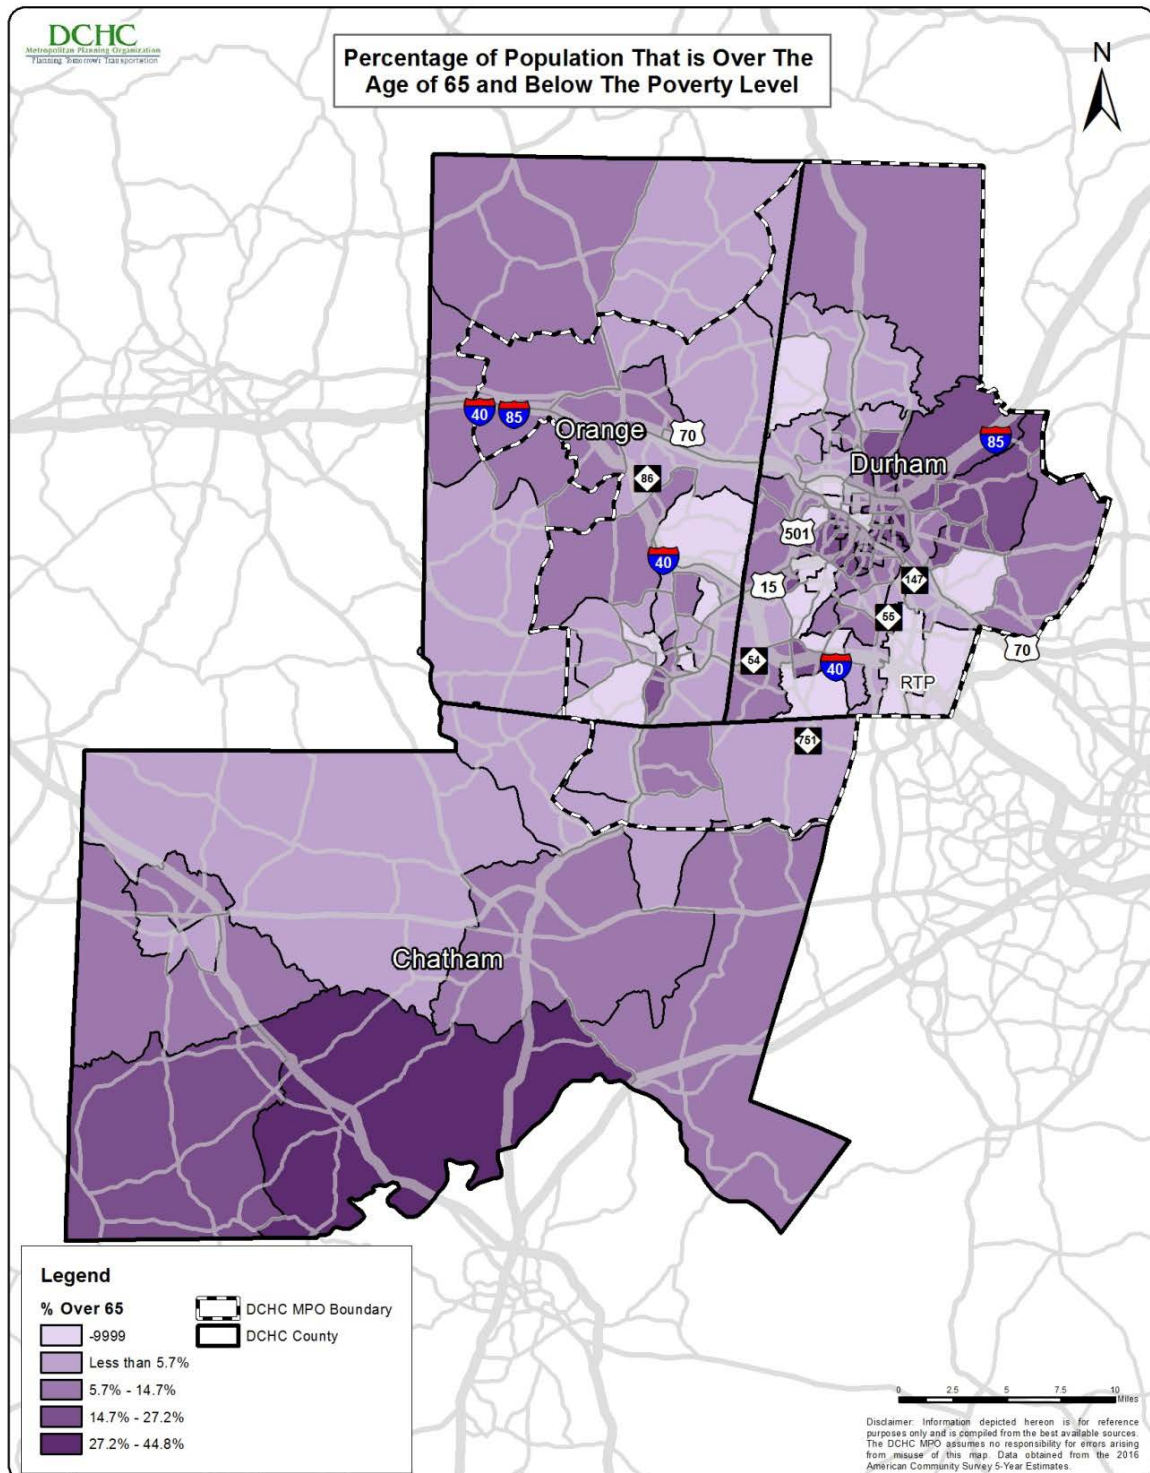 DCHC
Metropolitan Planning Organization
Planning Tomorrow's Transportation
Percentage of Population That is Over The
Age of 65 and Below The Poverty Level
N
40
85
Orange
70
86
85
Durham
501
40
15
147
55
54
40
70
RTP
751
Chatham
Legend
% Over 65
-9999
Less than 5.7%
5.7% - 14.7%
14.7% - 27.2%
27.2% - 44.8%
DCHC MPO Boundary
DCHC County
0 2.5 5 7.5 10
Miles
Disclaimer: Information depicted hereon is for reference
purposes only and is compiled from the best available sources.
The DCHC MPO assumes no responsibility for errors arising
from misuse of this map. Data obtained from the 2016
American Community Survey 5-Year Estimates.